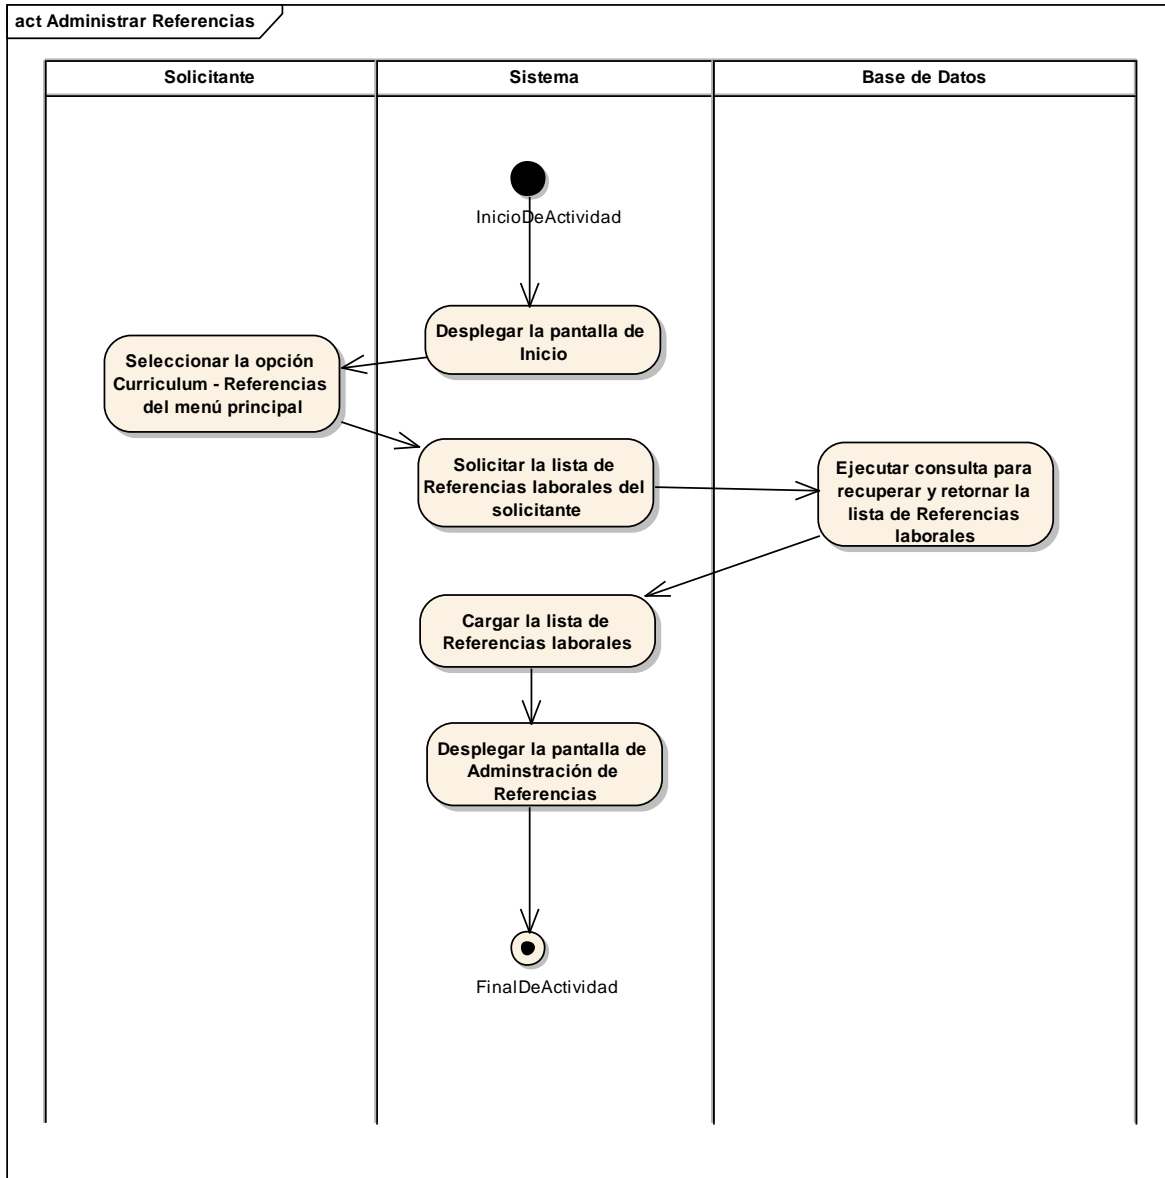 act Administrar Referencias
Solicitante
Sistema
Base de Datos
InicioDeActividad
Desplegar la pantalla de
Inicio
Seleccionar la opción
Curriculum - Referencias
del menú principal
Solicitar la lista de
Referencias laborales del
solicitante
Ejecutar consulta para
recuperar y retornar la
lista de Referencias
laborales
Cargar la lista de
Referencias laborales
Desplegar la pantalla de
Adminstración de
Referencias
FinalDeActividad